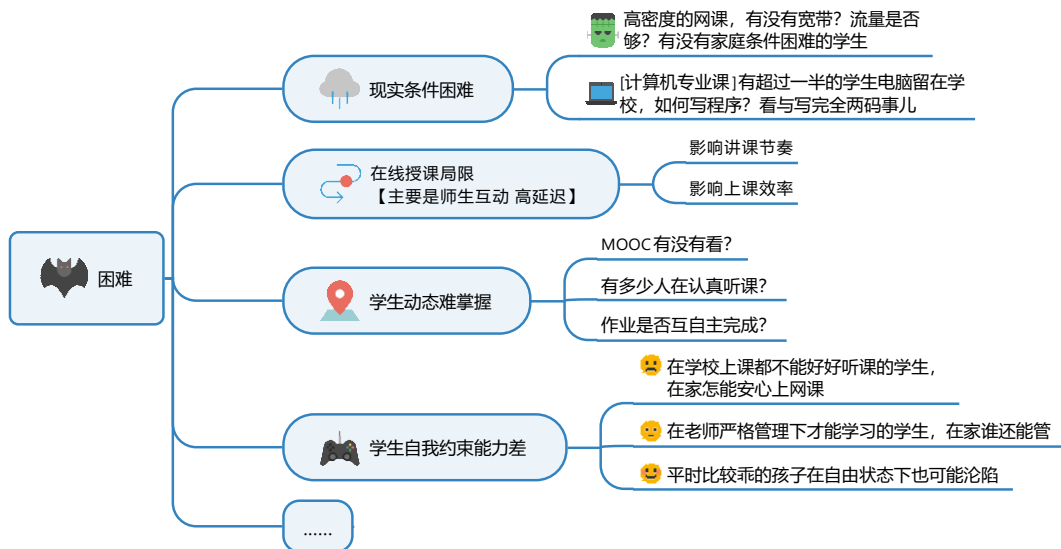 困难
现实条件困难
高密度的网课，有没有宽带？流量是否
够？有没有家庭条件困难的学生
[计算机专业课]有超过一半的学生电脑留在学
校，如何写程序？看与写完全两码事儿
在线授课局限
【主要是师生互动 高延迟】
影响讲课节奏
影响上课效率
学生动态难掌握
MOOC有没有看？
有多少人在认真听课？
作业是否互自主完成？
学生自我约束能力差
在学校上课都不能好好听课的学生，
在家怎能安心上网课
在老师严格管理下才能学习的学生，在家谁还能管
平时比较乖的孩子在自由状态下也可能沦陷
......